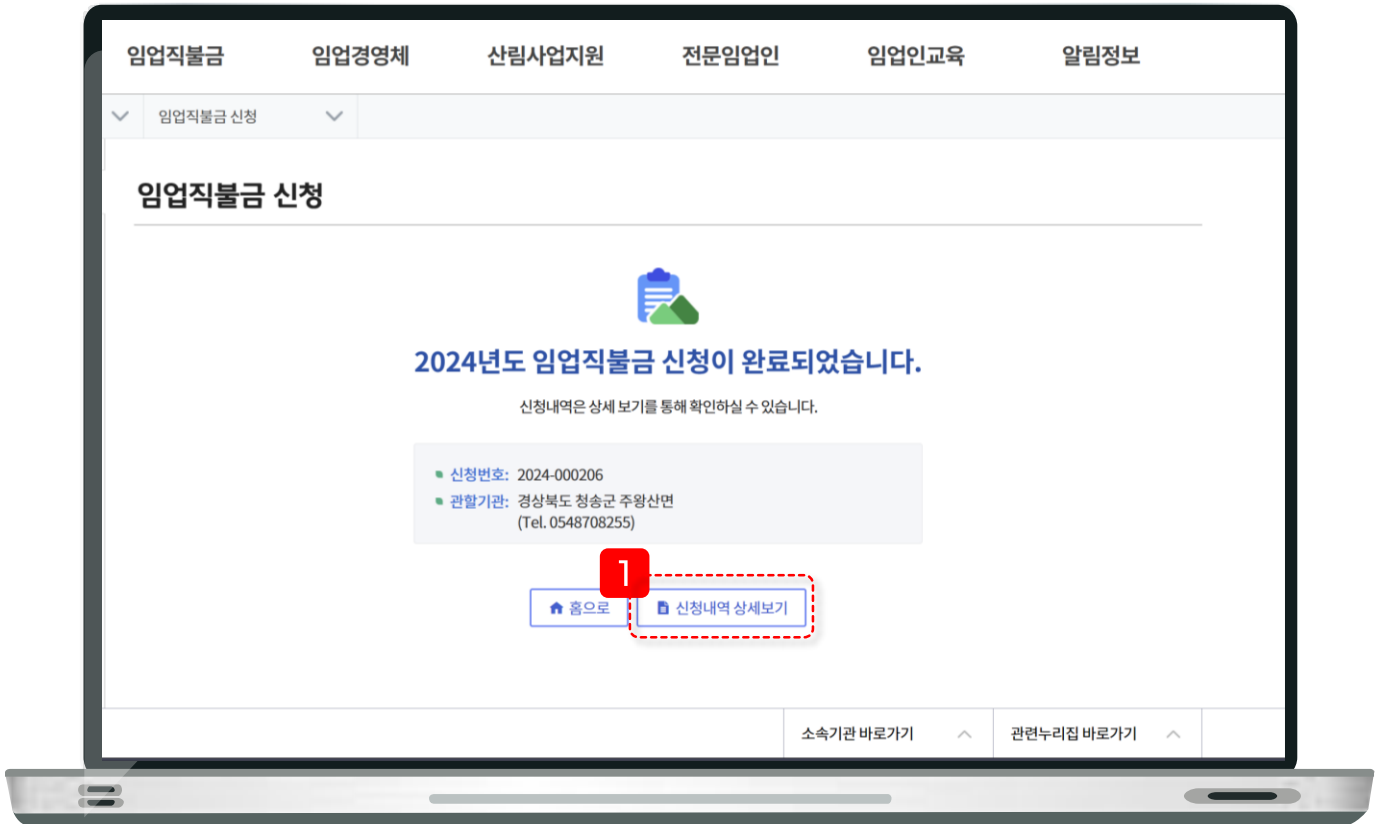 임업직불금 임업경영체 산림사업지원 전문임업인 임업인교육 알림정보
임업직불금 신청
임업직불금 신청
2024년도 임업직불금 신청이 완료되었습니다.
신청내역은 상세 보기를 통해 확인하실 수 있습니다.
신청번호: 2024-000206
관할기관: 경상북도 청송군 주왕산면
(Tel. 0548708255)
1
홈으로 신청내역 상세보기
소속기관 바로가기 관련누리집 바로가기